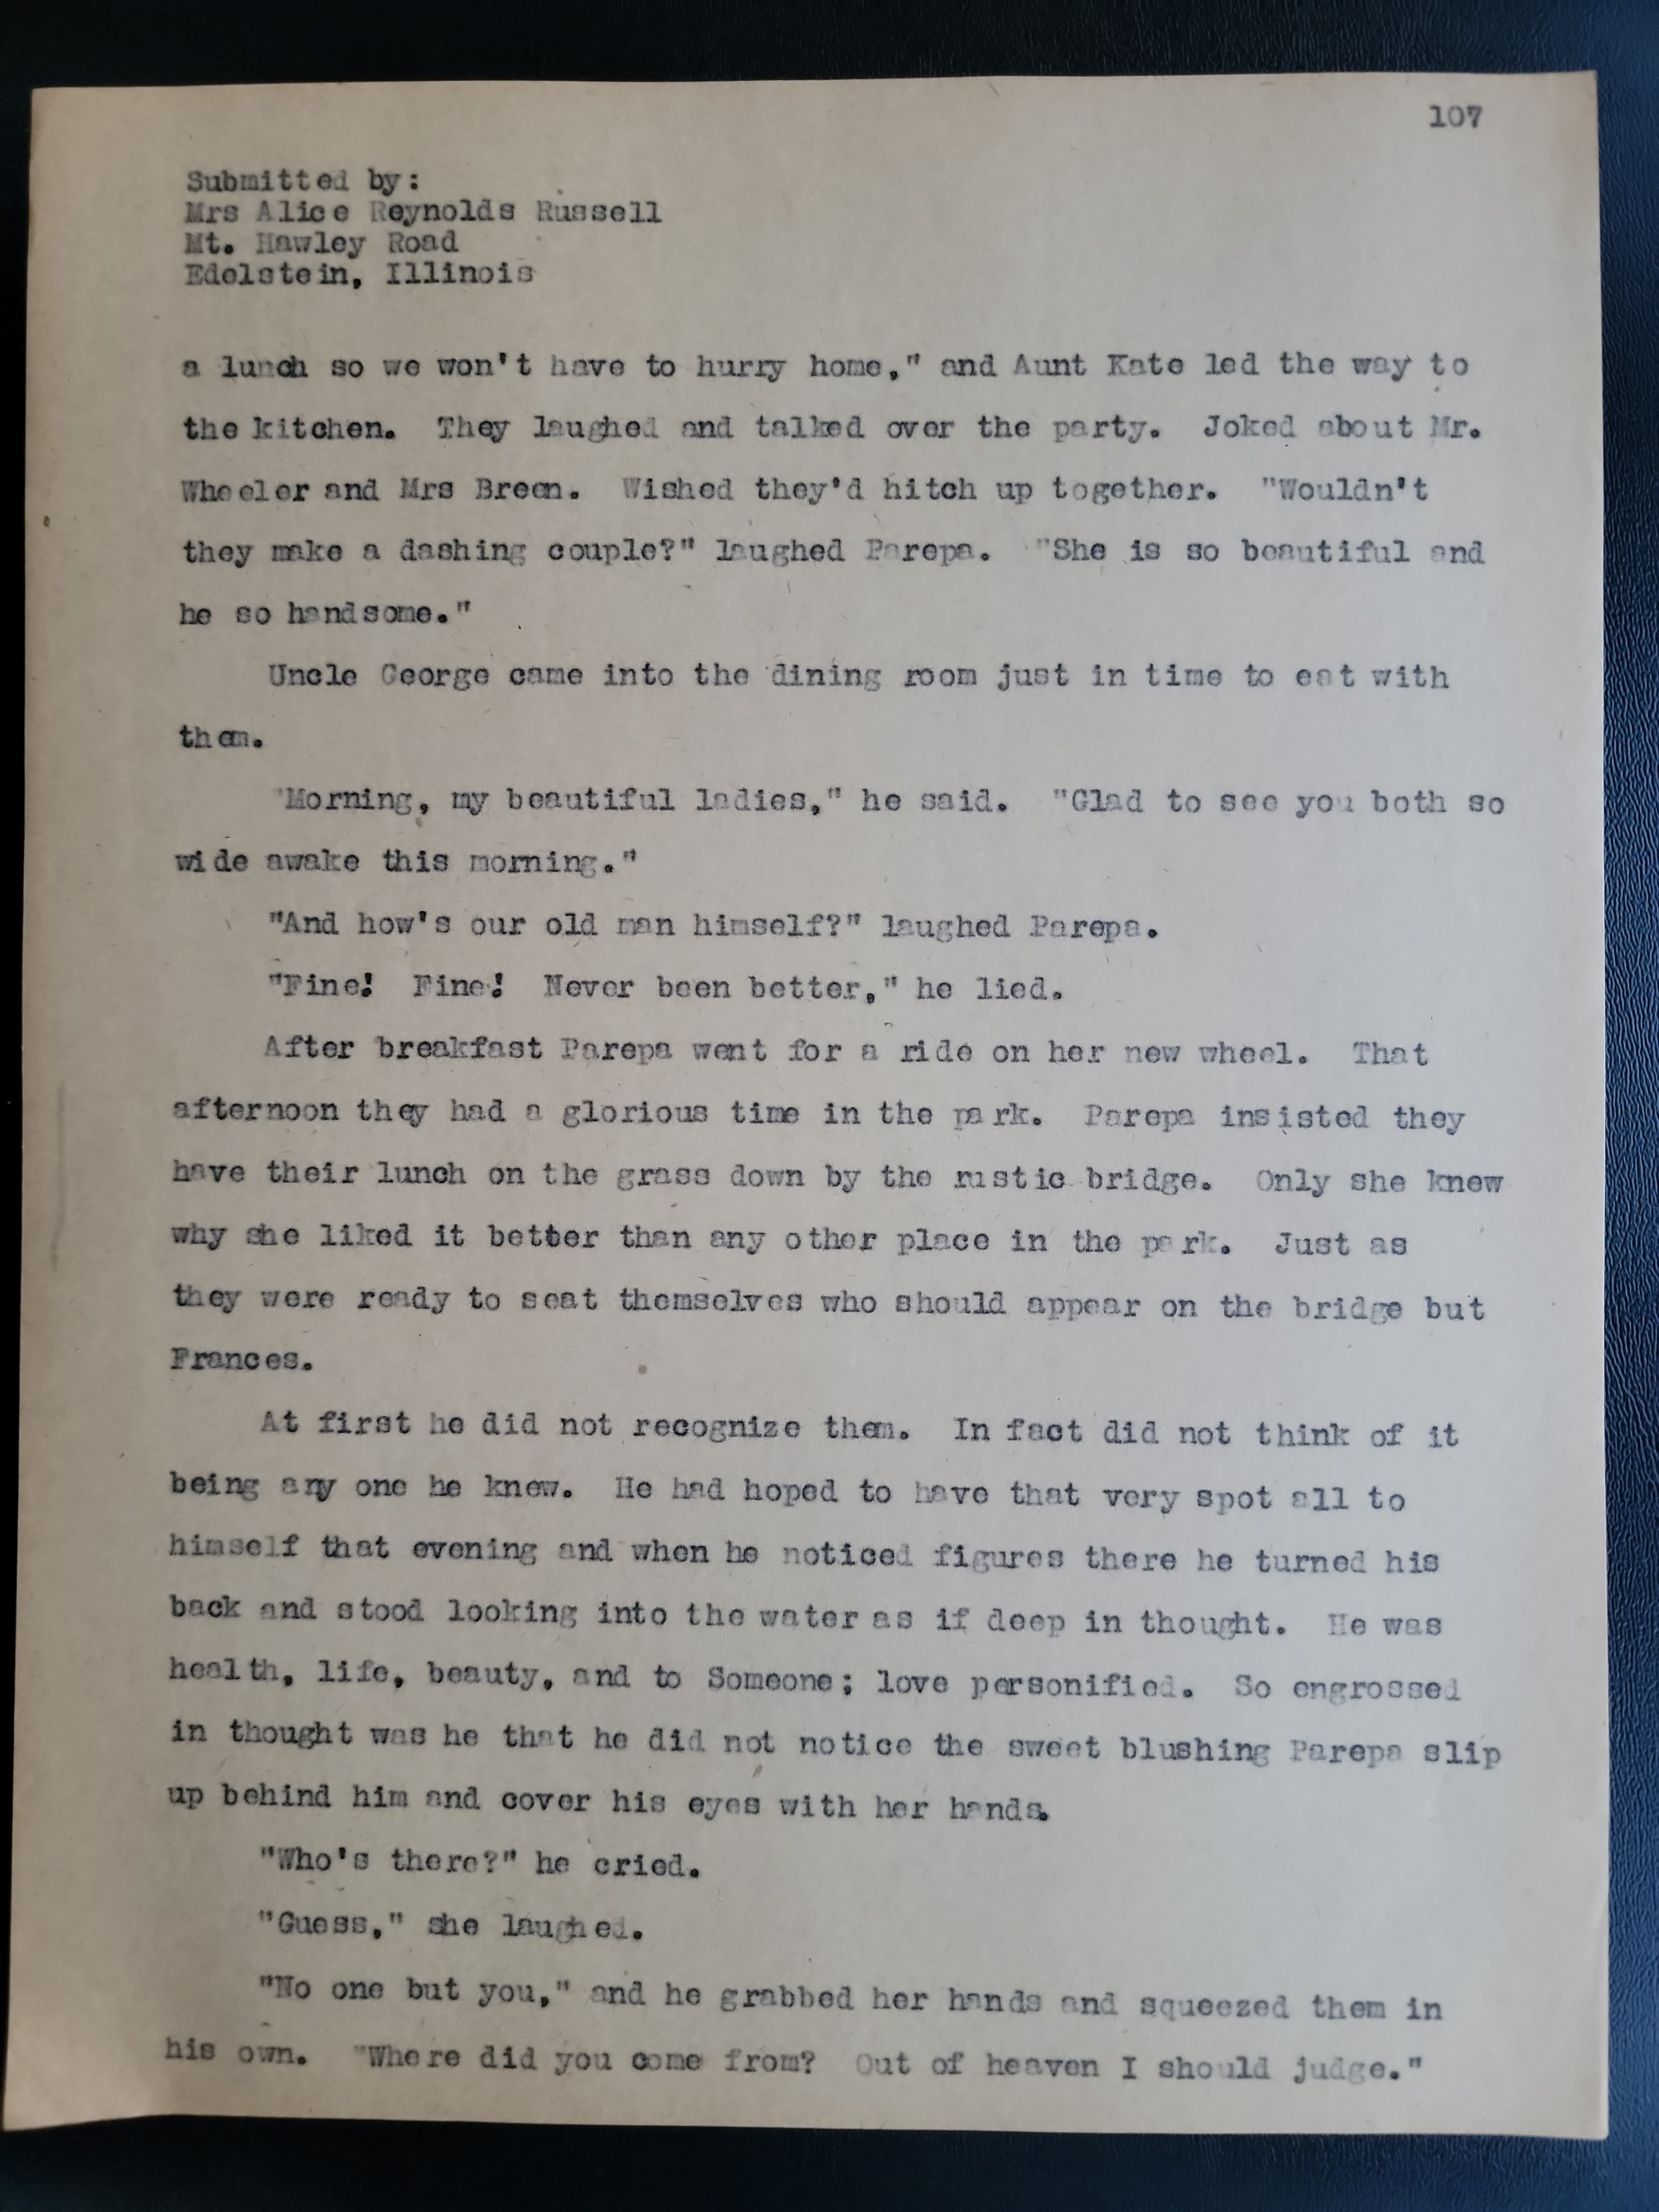 107
Submitted by:
Mrs Alice Reynolds Russell
Mt. Hawley Road
Edelstein, Illinois
a lunch so we won't have to hurry home," and Aunt Kate led the way to
the kitchen. They laughed and talked over the party. Joked about Mr.
Wheeler and Mrs Breen. Wished they'd hitch up together. "Wouldn't
they make a dashing couple?" laughed Parepa. "She is so beautiful and
he so handsome."
Uncle George came into the dining room just in time to eat with
them.
"Morning, my beautiful ladies," he said. "Glad to see you both so
wide awake this morning."
"And how's our old man himself?" laughed Parepa.
"Fine! Fine! Never been better," he lied.
After breakfast Parepa went for a ride on her new wheel. That
afternoon they had a glorious time in the park. Parepa insisted they
have their lunch on the grass down by the rustic bridge. Only she knew
why she liked it better than any other place in the park. Just as
they were ready to seat themselves who should appear on the bridge but
Frances.
At first he did not recognize them. In fact did not think of it
being any one he knew. He had hoped to have that very spot all to
himself that evening and when he noticed figures there he turned his
back and stood looking into the water as if deep in thought. He was
health, life, beauty, and to Someone; love personified. So engrossed
in thought was he that he did not notice the sweet blushing Parepa slip
up behind him and cover his eyes with her hands.
"Who's there?" he cried.
"Guess," she laughed.
"No one but you," and he grabbed her hands and squeezed them in
his own. "Where did you come from? Out of heaven I should judge."